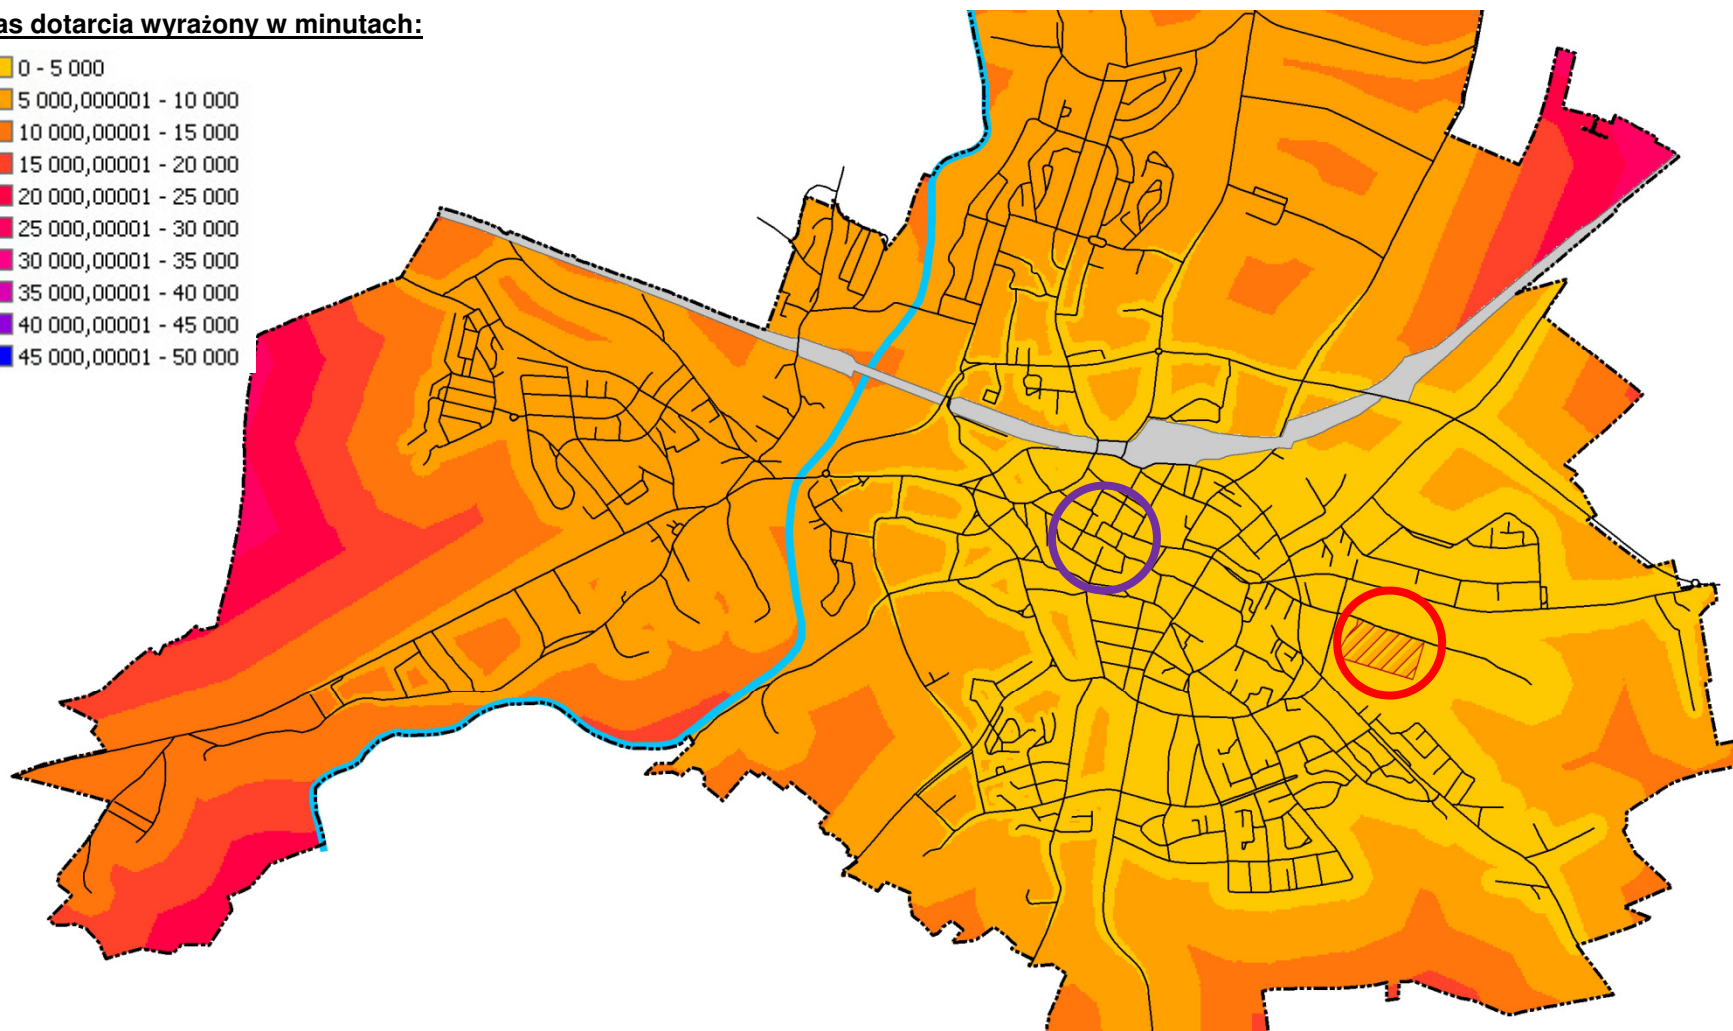 as dotarcia wyrażony w minutach:
0 - 5 000
5 000,000001 - 10 000
10 000,00001 - 15 000
15 000,00001 - 20 000
20 000,00001 - 25 000
25 000,00001 - 30 000
30 000,00001 - 35 000
35 000,00001 - 40 000
40 000,00001 - 45 000
45 000,00001 - 50 000